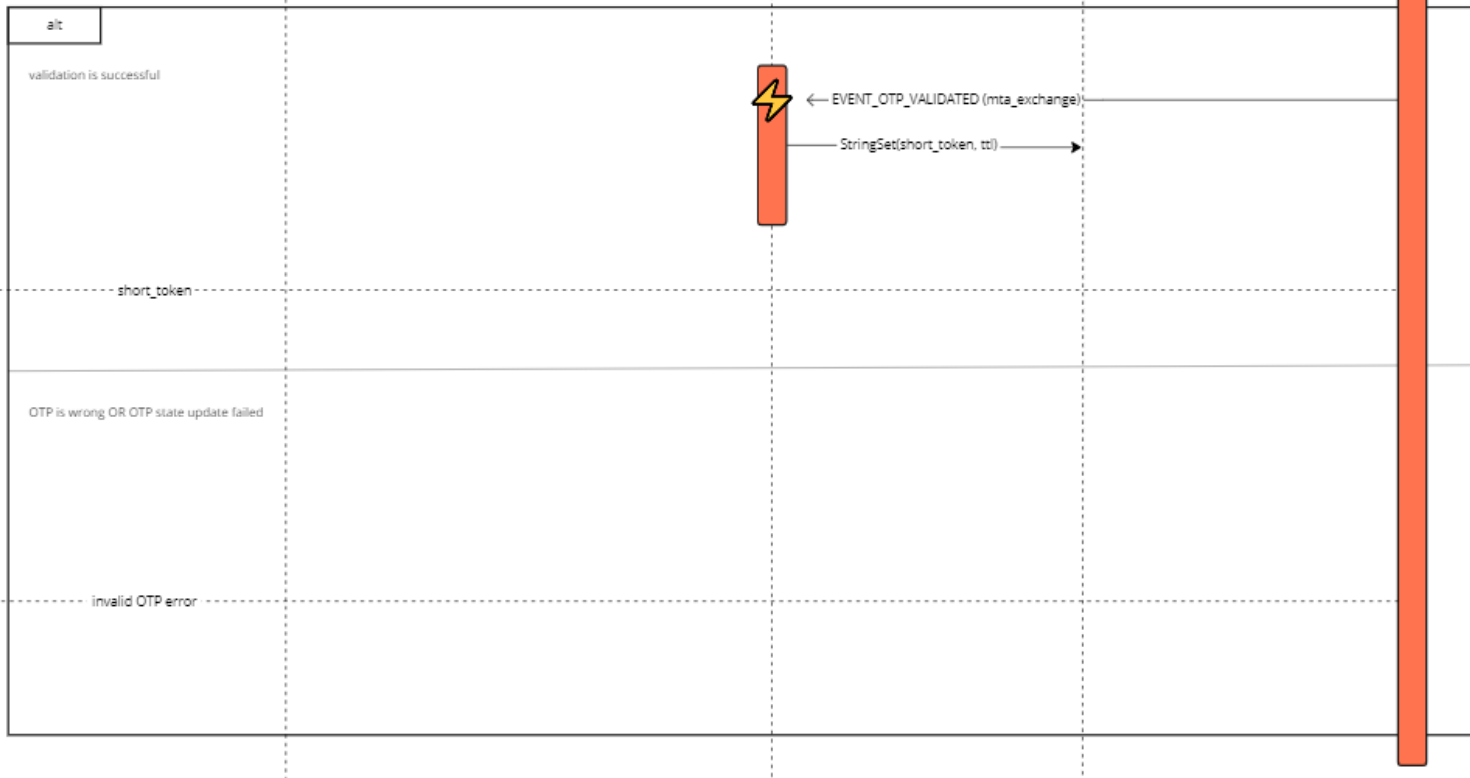 alt
validation is successful
EVENT_OTP_VALIDATED (mta_exchange)
StringSet(short_token, ttl)
short_token
OTP is wrong OR OTP state update failed
invalid OTP error